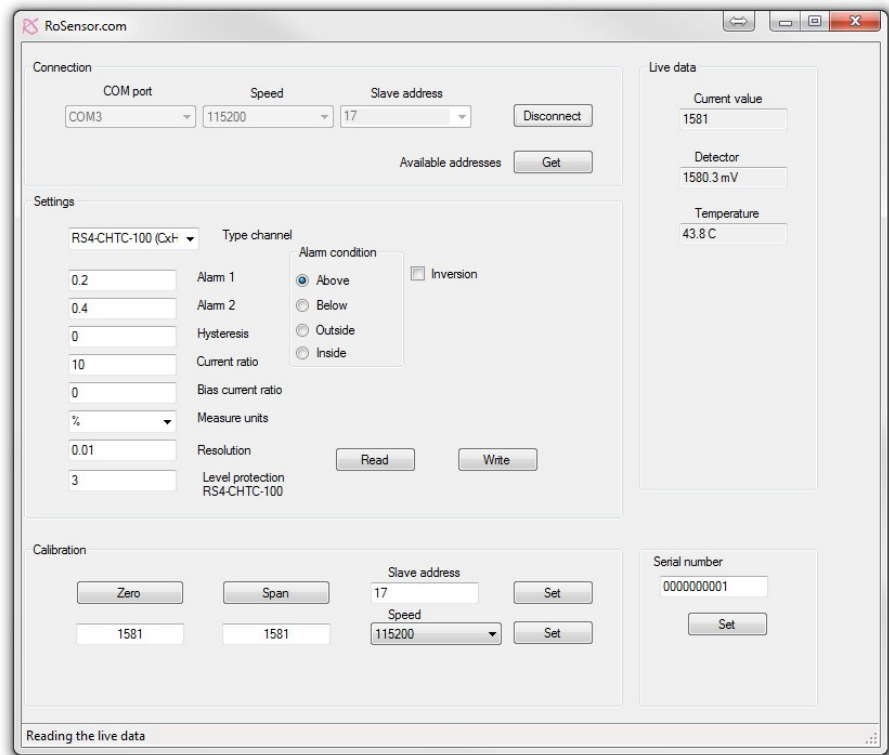 RoSensor.com
Connection
COM port
Speed
Slave address
COM3
115200
17
Disconnect
Available addresses
Get
Settings
RS4-CHTC-100 (CxH
Type channel
Alarm condition
0.2
Alarm 1
Above
Inversion
0.4
Alarm 2
Below
0
Hysteresis
Outside
10
Current ratio
Inside
0
Bias current ratio
%
Measure units
0.01
Resolution
3
Level protection
RS4-CHTC-100
Read
Write
Live data
Current value
1581
Detector
1580.3 mV
Temperature
43.8 C
Calibration
Zero
Span
Slave address
17
Set
1581
1581
Speed
115200
Set
Serial number
0000000001
Set
Reading the live data